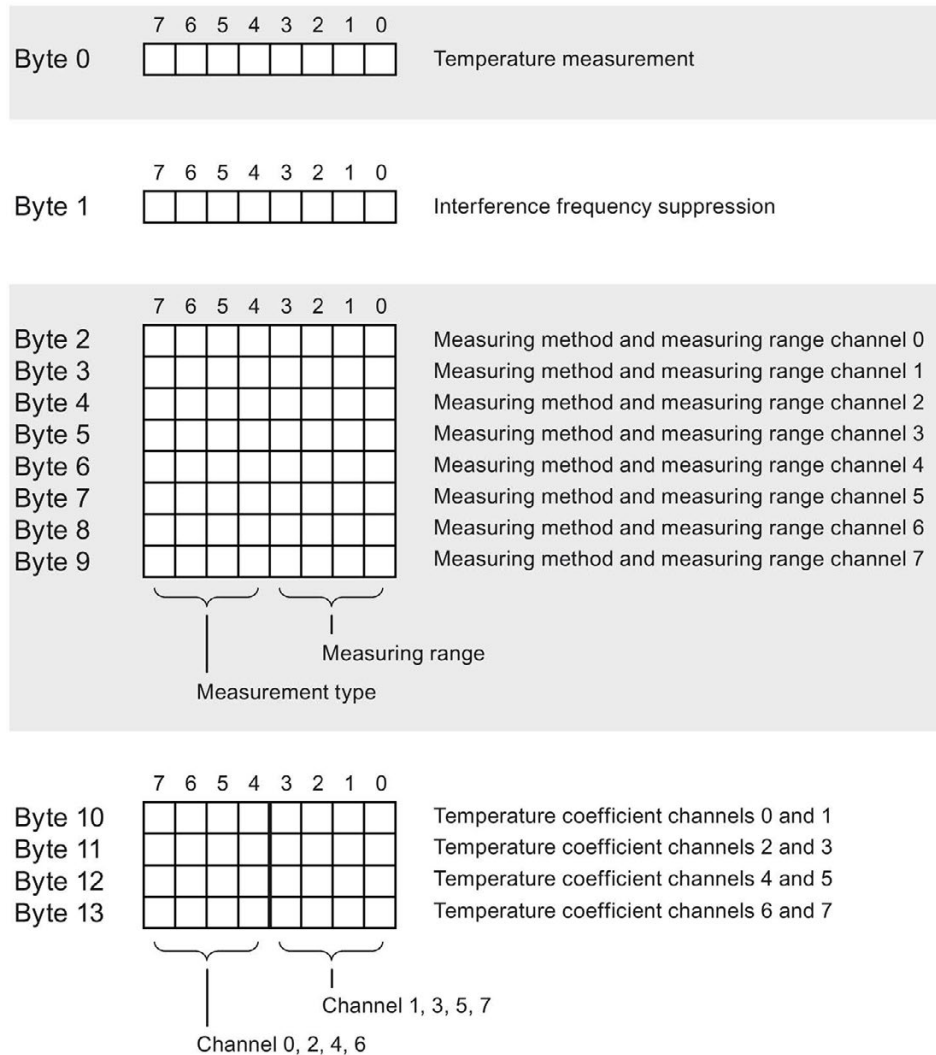 7 6 5 4 3 2 1 0
Byte 0 Temperature measurement
7 6 5 4 3 2 1 0
Byte 1 Interference frequency suppression
7 6 5 4 3 2 1 0
Byte 2 Measuring method and measuring range channel 0
Byte 3 Measuring method and measuring range channel 1
Byte 4 Measuring method and measuring range channel 2
Byte 5 Measuring method and measuring range channel 3
Byte 6 Measuring method and measuring range channel 4
Byte 7 Measuring method and measuring range channel 5
Byte 8 Measuring method and measuring range channel 6
Byte 9 Measuring method and measuring range channel 7
Measuring range
Measurement type
7 6 5 4 3 2 1 0
Byte 10 Temperature coefficient channels 0 and 1
Byte 11 Temperature coefficient channels 2 and 3
Byte 12 Temperature coefficient channels 4 and 5
Byte 13 Temperature coefficient channels 6 and 7
Channel 1, 3, 5, 7
Channel 0, 2, 4, 6